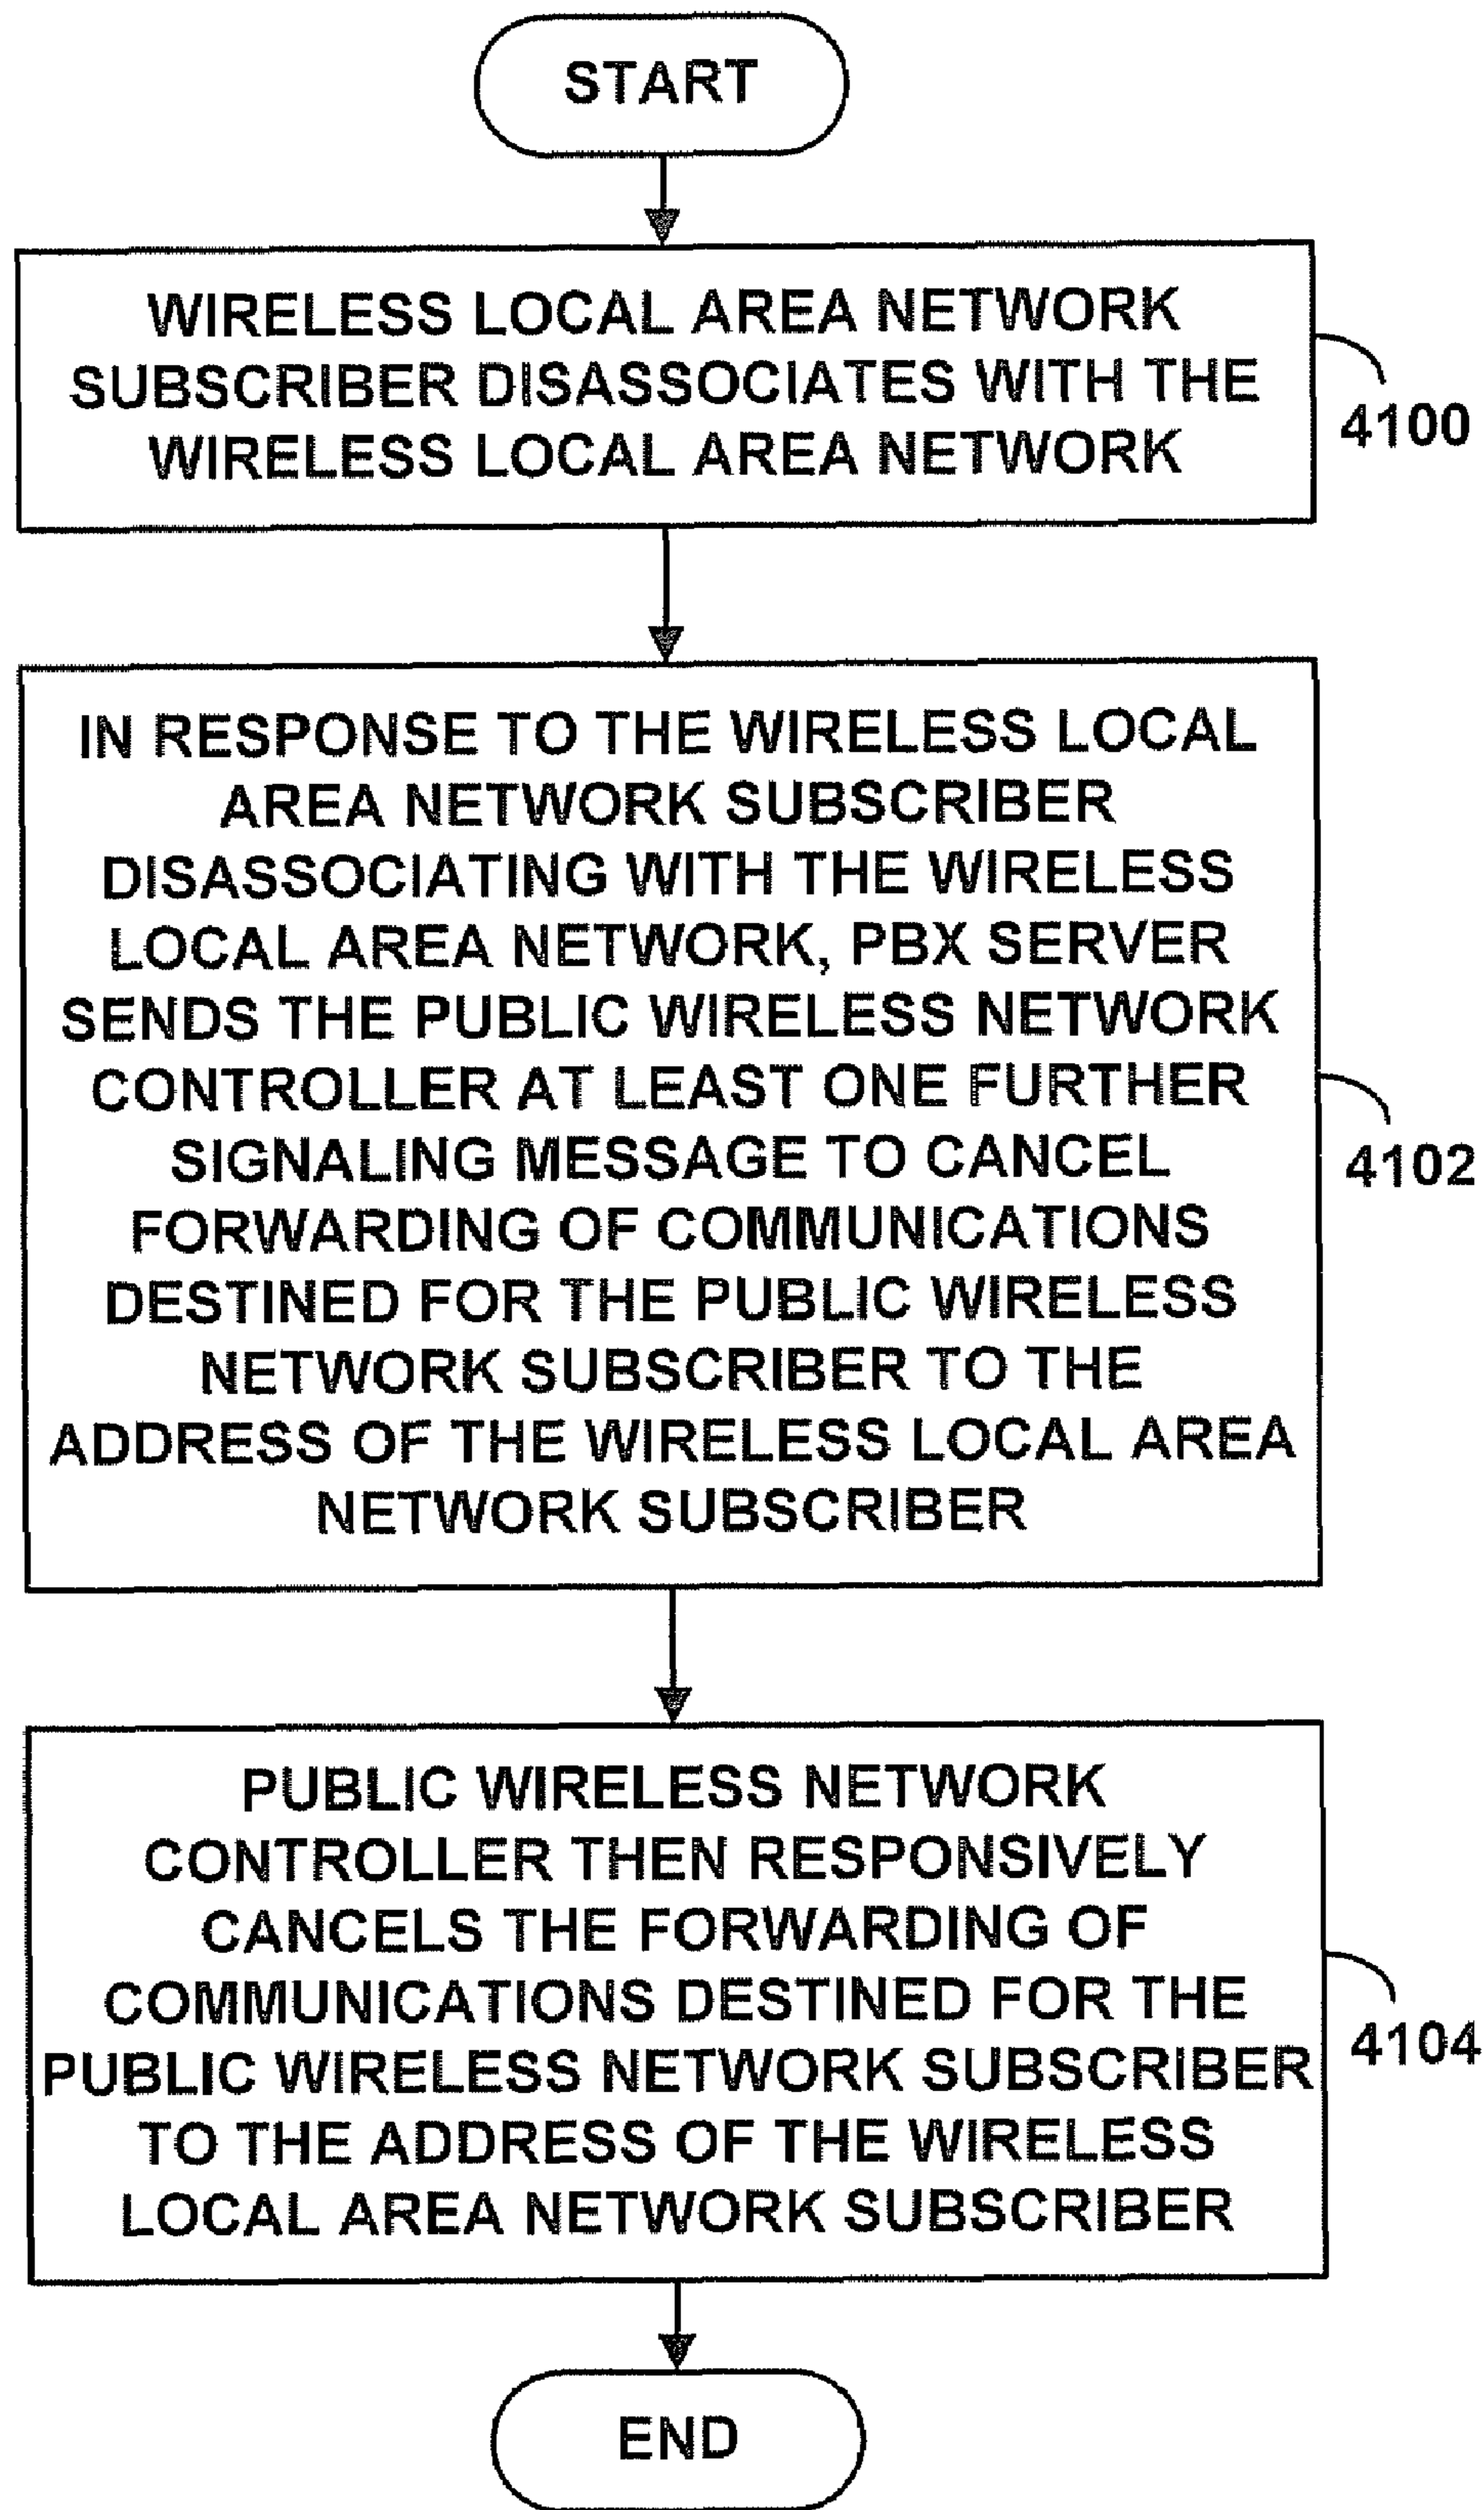 START
WIRELESS LOCAL AREA NETWORK
SUBSCRIBER DISASSOCIATES WITH THE
WIRELESS LOCAL AREA NETWORK
4100
IN RESPONSE TO THE WIRELESS LOCAL
AREA NETWORK SUBSCRIBER
DISASSOCIATING WITH THE WIRELESS
LOCAL AREA NETWORK, PBX SERVER
SENDS THE PUBLIC WIRELESS NETWORK
CONTROLLER AT LEAST ONE FURTHER
SIGNALING MESSAGE TO CANCEL
FORWARDING OF COMMUNICATIONS
DESTINED FOR THE PUBLIC WIRELESS
NETWORK SUBSCRIBER TO THE
ADDRESS OF THE WIRELESS LOCAL AREA
NETWORK SUBSCRIBER
4102
PUBLIC WIRELESS NETWORK
CONTROLLER THEN RESPONSIVELY
CANCELS THE FORWARDING OF
COMMUNICATIONS DESTINED FOR THE
PUBLIC WIRELESS NETWORK SUBSCRIBER
TO THE ADDRESS OF THE WIRELESS
LOCAL AREA NETWORK SUBSCRIBER
4104
END